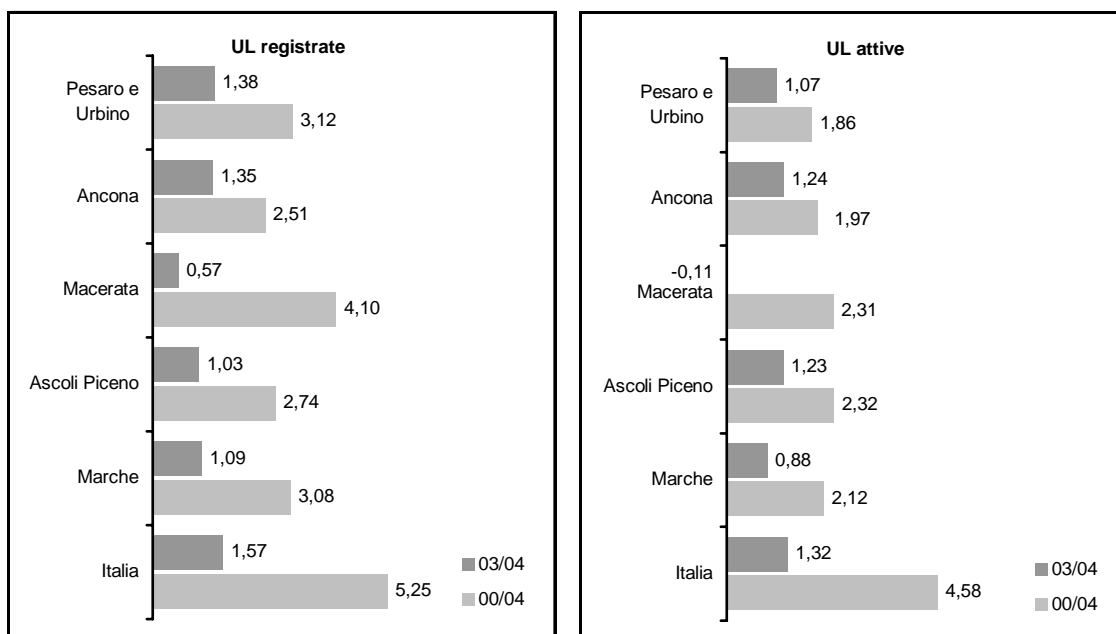 UL registrate
Pesaro e
Urbino
1,38
3,12
Ancona
1,35
2,51
Macerata
0,57
4,10
Ascoli Piceno
1,03
2,74
Marche
1,09
3,08
Italia
1,57
5,25
03/04
00/04
UL attive
Pesaro e
Urbino
1,07
1,86
Ancona
1,24
1,97
-0,11
Macerata
2,31
Ascoli Piceno
1,23
2,32
Marche
0,88
2,12
Italia
1,32
4,58
03/04
00/04